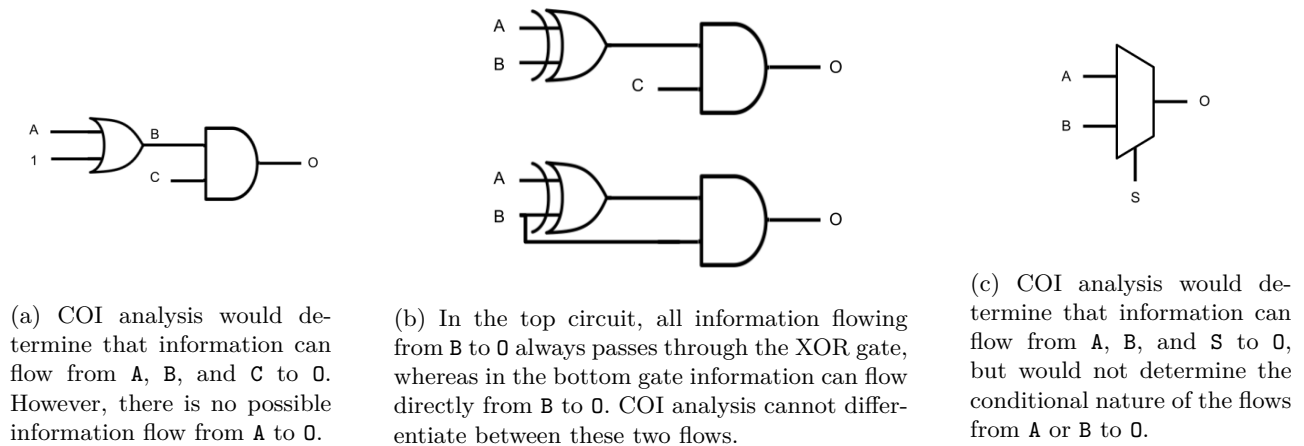 A
1
B
C
O
(a) COI analysis would de-
termine that information can
flow from A, B, and C to O.
However, there is no possible
information flow from A to O.
A
B
C
O
A
B
O
(b) In the top circuit, all information flowing
from B to O always passes through the XOR gate,
whereas in the bottom gate information can flow
directly from B to O. COI analysis cannot differ-
entiate between these two flows.
A
B
O
S
(c) COI analysis would de-
termine that information can
flow from A, B, and S to O,
but would not determine the
conditional nature of the flows
from A or B to O.